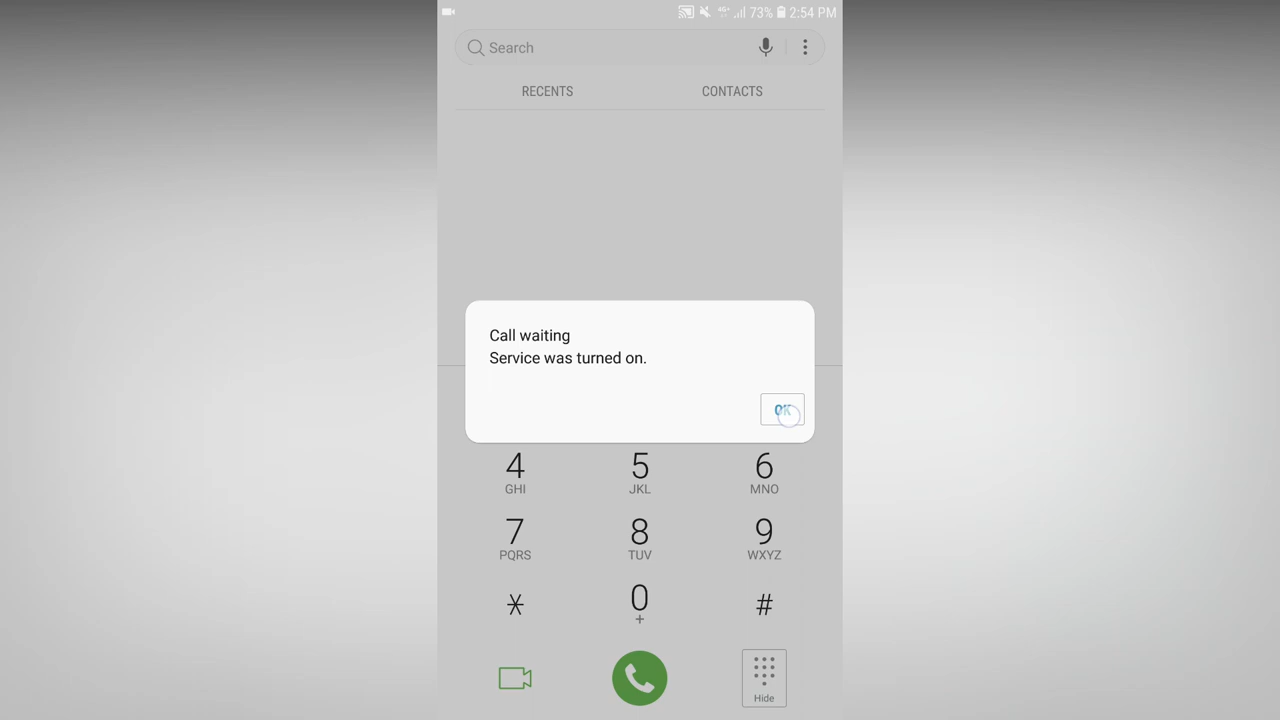 4G+ 73% 2:54 PM
Search
RECENTS CONTACTS
Call waiting
Service was turned on.
OK
4 5 6
GHI JKL MNO
7 8 9
PQRS TUV WXYZ
* 0 #
+
Hide